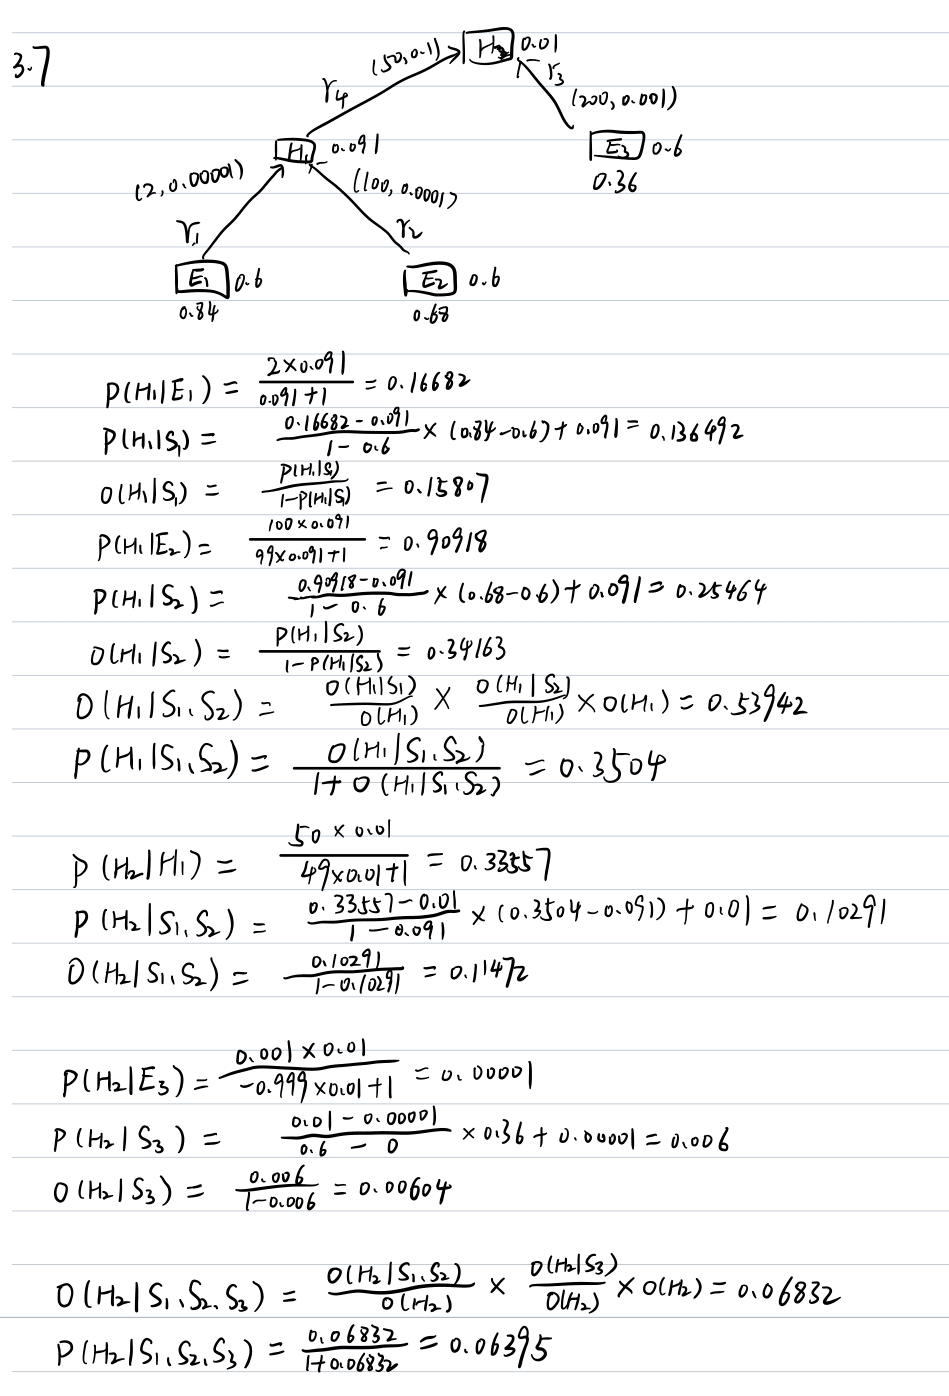 3.7
(50,0.1) H₂ 0.01
r₄ r₃
(200, 0.001)
H₁ 0.091 E₃ 0.6
(2, 0.00001) (100, 0.0001) 0.36
r₁ r₂
E₁ 0.6 E₂ 0.6
0.84 0.68
P(H₁|E₁) = 2×0.091 / 0.091+1 = 0.16682
P(H₁|S₁) = 0.16682-0.091 / 1-0.6 × (0.84-0.6)+0.091 = 0.136492
O(H₁|S₁) = P(H₁|S₁) / 1-P(H₁|S₁) = 0.15807
P(H₁|E₂) = 100×0.091 / 99×0.091+1 = 0.90918
P(H₁|S₂) = 0.90918-0.091 / 1-0.6 × (0.68-0.6)+0.091 = 0.25464
O(H₁|S₂) = P(H₁|S₂) / 1-P(H₁|S₂) = 0.34163
O(H₁|S₁、S₂) = O(H₁|S₁) / O(H₁) × O(H₁|S₂) / O(H₁) × O(H₁) = 0.53942
P(H₁|S₁、S₂) = O(H₁|S₁、S₂) / 1+O(H₁|S₁、S₂) = 0.3504
P(H₂|H₁) = 50×0.01 / 49×0.01+1 = 0.33557
P(H₂|S₁、S₂) = 0.33557-0.01 / 1-0.091 × (0.3504-0.091)+0.01 = 0.10291
O(H₂|S₁、S₂) = 0.10291 / 1-0.10291 = 0.11472
P(H₂|E₃) = 0.001×0.01 / -0.999×0.01+1 = 0.00001
P(H₂|S₃) = 0.01-0.00001 / 0.6-0 × 0.36+0.00001 = 0.006
O(H₂|S₃) = 0.006 / 1-0.006 = 0.00604
O(H₂|S₁、S₂、S₃) = O(H₂|S₁、S₂) / O(H₂) × O(H₂|S₃) / O(H₂) × O(H₂) = 0.06832
P(H₂|S₁、S₂、S₃) = 0.06832 / 1+0.06832 = 0.06395